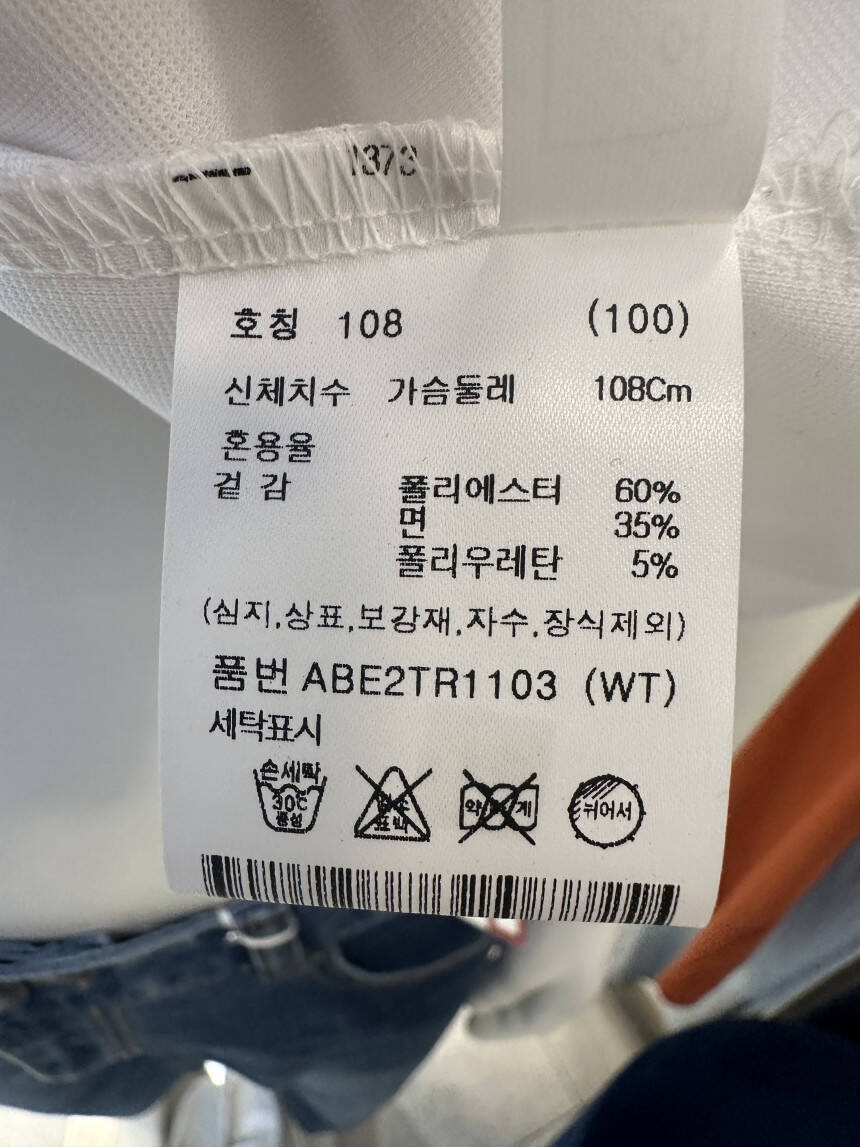 1373
호칭 108 (100)
신체치수 가슴둘레 108Cm
혼용율
겉 감 폴리에스터 60%
면 35%
폴리우레탄 5%
(심지,상표,보강재,자수,장식제외)
품번 ABE2TR1103 (WT)
세탁표시
손세탁
30℃
중성
표백
약 게
뉘어서